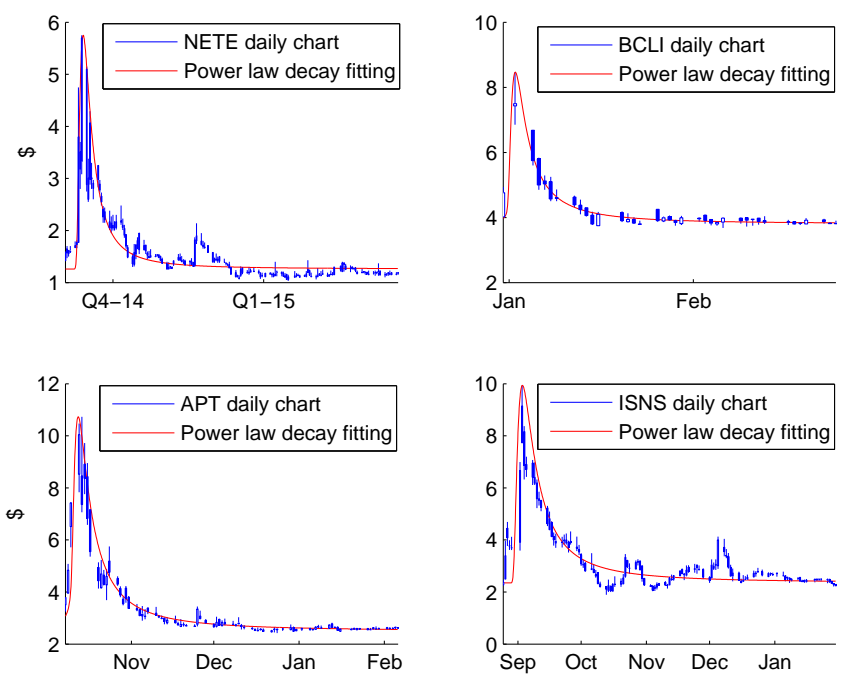 NETE daily chart
Power law decay fitting
6
5
4
3
2
1
$
Q4–14
Q1–15
BCLI daily chart
Power law decay fitting
10
8
6
4
2
Jan
Feb
APT daily chart
Power law decay fitting
12
10
8
6
4
2
$
Nov
Dec
Jan
Feb
ISNS daily chart
Power law decay fitting
10
8
6
4
2
0
Sep
Oct
Nov
Dec
Jan